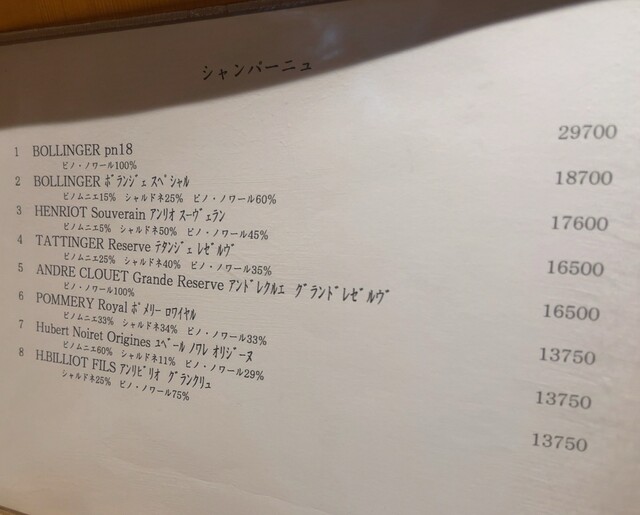 シャンパーニュ
1 BOLLINGER pn18 29700
ピノ・ノワール100%
2 BOLLINGER ボランジェ スペシャル 18700
ピノムニエ15% シャルドネ25% ピノ・ノワール60%
3 HENRIOT Souverain アンリオ スーヴェラン 17600
ピノムニエ5% シャルドネ50% ピノ・ノワール45%
4 TATTINGER Reserve テタンジェ レゼルヴ 16500
ピノムニエ25% シャルドネ40% ピノ・ノワール35%
5 ANDRE CLOUET Grande Reserve アンドレクルエ グランドレゼルヴ 16500
ピノ・ノワール100%
6 POMMERY Royal ポメリー ロワイヤル 13750
ピノムニエ33% シャルドネ34% ピノ・ノワール33%
7 Hubert Noiret Origines ユベール ノワレ オリジーヌ 13750
ピノムニエ60% シャルドネ11% ピノ・ノワール29%
8 H.BILLIOT FILS アンリビリオ グランクリュ 13750
シャルドネ25% ピノ・ノワール75%